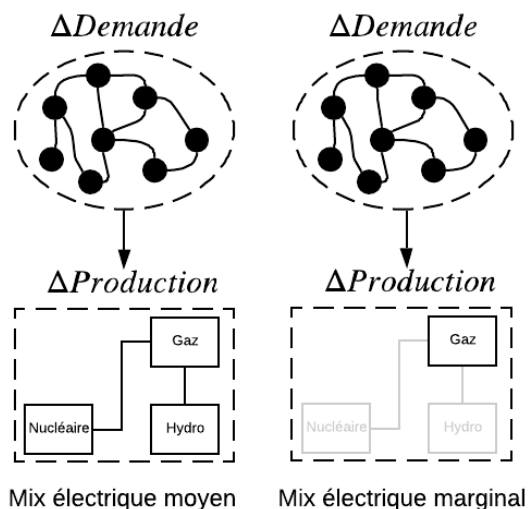 ΔDemande
ΔDemande
ΔProduction
ΔProduction
Gaz
Nucléaire
Hydro
Gaz
Nucléaire
Hydro
Mix électrique moyen
Mix électrique marginal